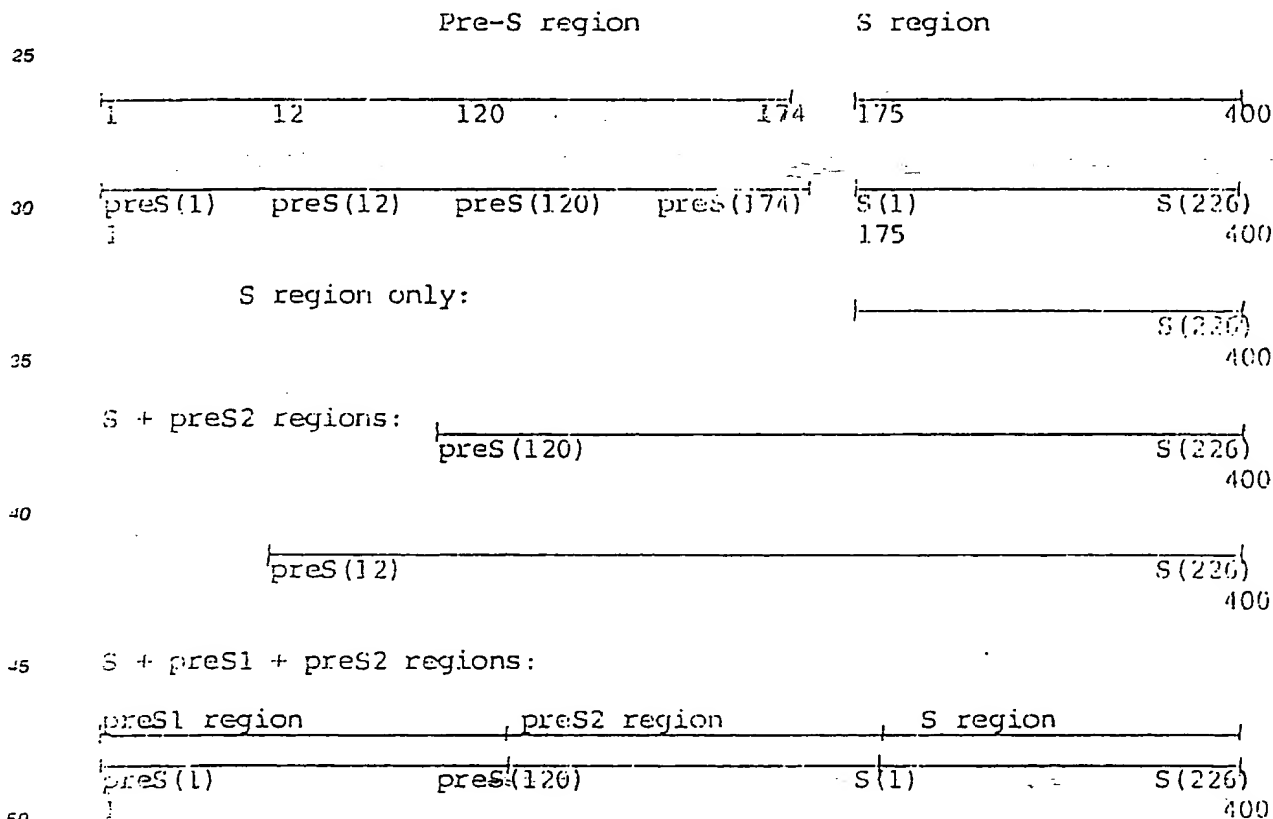 Pre-S region S region
25
1 12 120 174 175 400
30 preS(1) preS(12) preS(120) preS(174) S(1) S(226)
1 175 400
S region only:
S(226)
35 400
S + preS2 regions:
preS(120) S(226)
400
40
preS(12) S(226)
400
45 S + preS1 + preS2 regions:
preS1 region preS2 region S region
preS(1) preS(120) S(1) S(226)
50 1 400